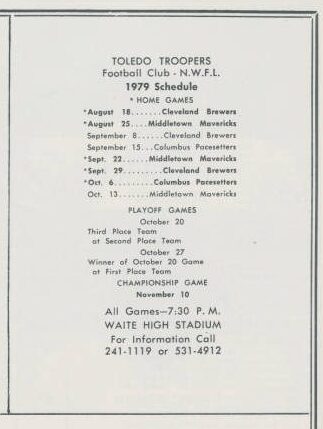 TOLEDO TROOPERS
Football Club - N.W.F.L.
1979 Schedule
* HOME GAMES
*August 18.......Cleveland Brewers
*August 25....Middletown Mavericks
September 8......Cleveland Brewers
September 15...Columbus Pacesetters
*Sept. 22......Middletown Mavericks
*Sept. 29..........Cleveland Brewers
*Oct. 6.........Columbus Pacesetters
Oct. 13.......Middletown Mavericks
PLAYOFF GAMES
October 20
Third Place Team
at Second Place Team
October 27
Winner of October 20 Game
at First Place Team
CHAMPIONSHIP GAME
November 10
All Games—7:30 P. M.
WAITE HIGH STADIUM
For Information Call
241-1119 or 531-4912